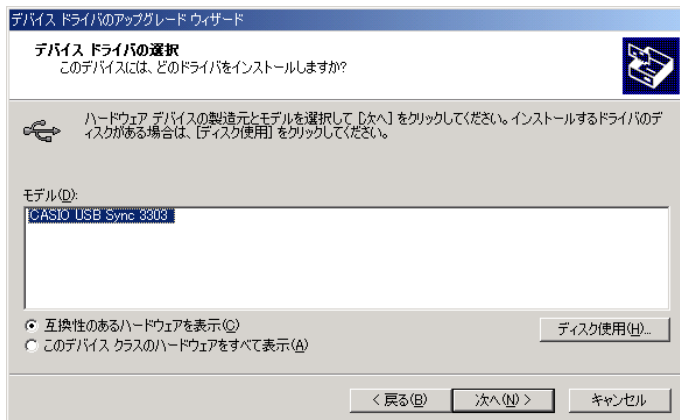 デバイス ドライバのアップグレード ウィザード
デバイス ドライバの選択
このデバイスには、どのドライバをインストールしますか?
ハードウェア デバイスの製造元とモデルを選択して [次へ] をクリックしてください。インストールするドライバのデ
ィスクがある場合は、[ディスク使用] をクリックしてください。
モデル(D):
CASIO USB Sync 3303
互換性のあるハードウェアを表示(C)
このデバイス クラスのハードウェアをすべて表示(A)
ディスク使用(H)...
< 戻る(B)
次へ(N) >
キャンセル